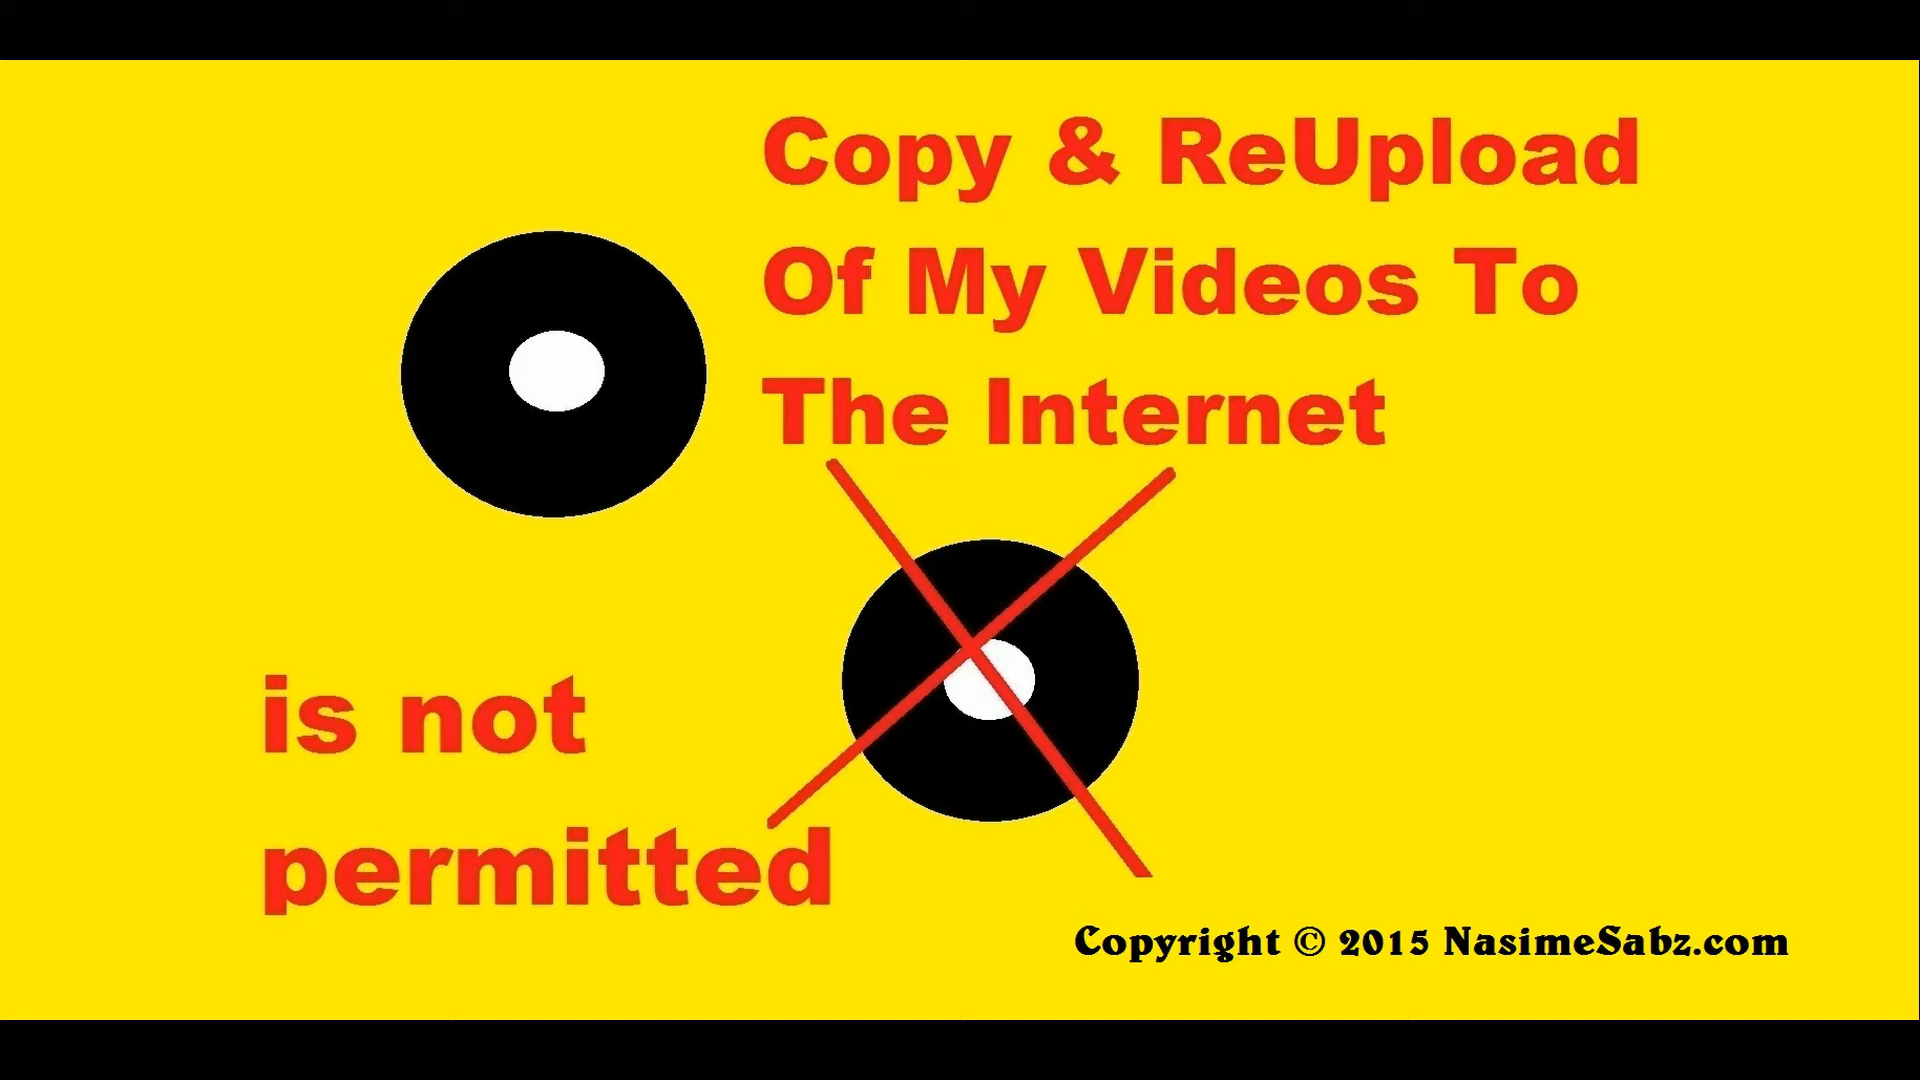 Copy & ReUpload
Of My Videos To
The Internet
is not
permitted
Copyright © 2015 NasimeSabz.com